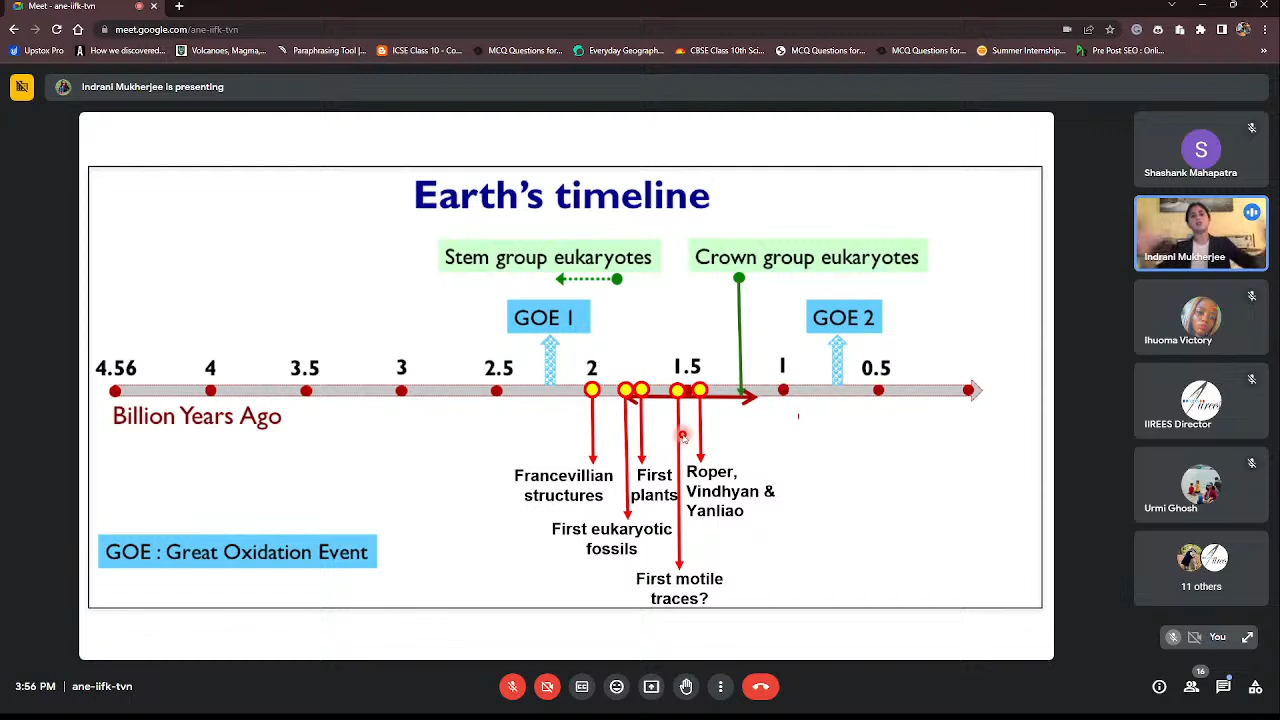 Meet - ane-iifk-tvn
meet.google.com/ane-iifk-tvn
Upstox Pro
How we discovered...
Volcanoes, Magma,...
Paraphrasing Tool |...
ICSE Class 10 - Co...
MCQ Questions for...
Everyday Geograph...
CBSE Class 10th Sci...
MCQ Questions for...
MCQ Questions for...
Summer Internship...
Pre Post SEO : Onli...
Indrani Mukherjee is presenting
Earth's timeline
Stem group eukaryotes
Crown group eukaryotes
GOE 1
GOE 2
4.56 4 3.5 3 2.5 2 1.5 1 0.5
Billion Years Ago
Francevillian
structures
First
plants
Roper,
Vindhyan &
Yanliao
First eukaryotic
fossils
First motile
traces?
GOE : Great Oxidation Event
S
Shashank Mahapatra
Indrani Mukherjee
Ihuoma Victory
IIREES Director
Urmi Ghosh
11 others
You
3:56 PM | ane-iifk-tvn
16